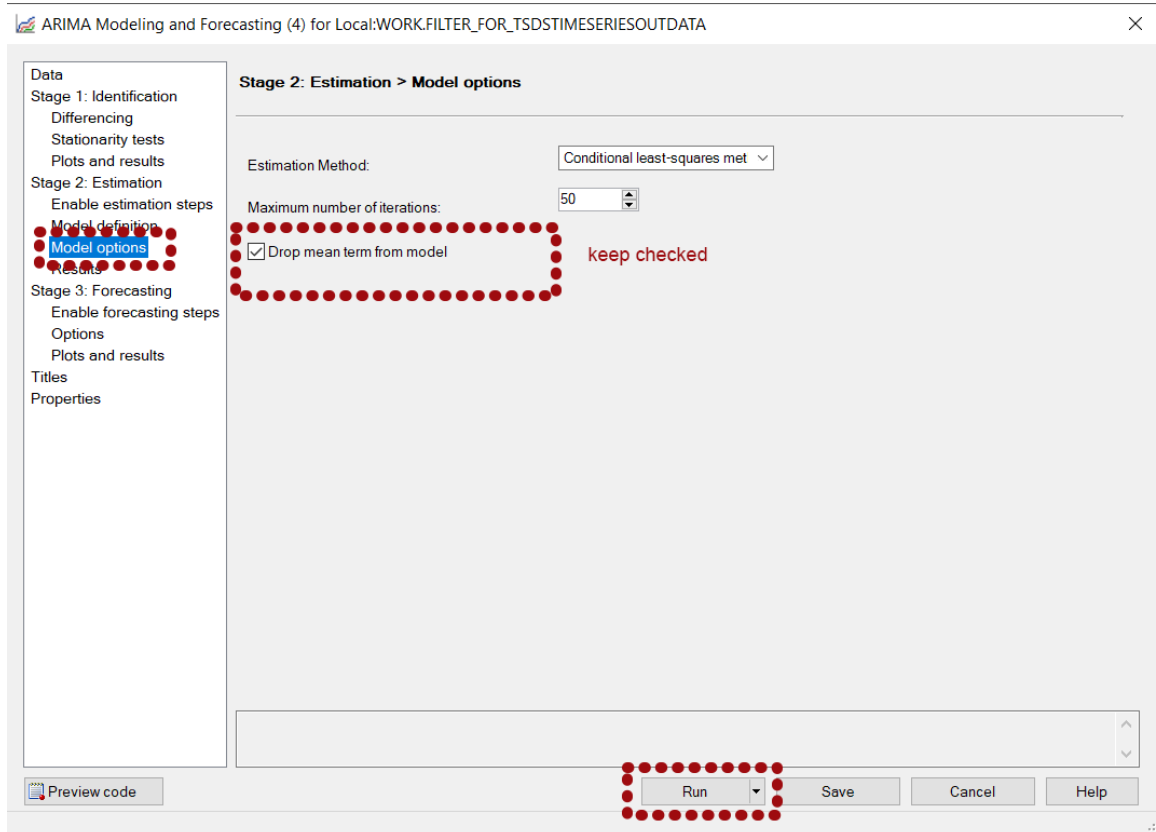 ARIMA Modeling and Forecasting (4) for Local:WORK.FILTER_FOR_TSDSTIMESERIESOUTDATA
Data
Stage 1: Identification
Differencing
Stationarity tests
Plots and results
Stage 2: Estimation
Enable estimation steps
Model definition
Model options
Results
Stage 3: Forecasting
Enable forecasting steps
Options
Plots and results
Titles
Properties
Stage 2: Estimation > Model options
Estimation Method:
Conditional least-squares met
Maximum number of iterations:
50
Drop mean term from model
keep checked
Preview code
Run
Save
Cancel
Help